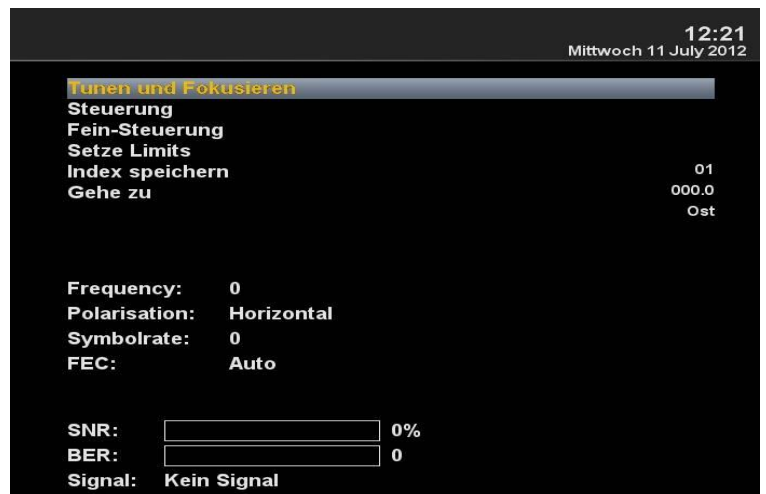 12:21
Mittwoch 11 July 2012
Tunen und Fokusieren
Steuerung
Fein-Steuerung
Setze Limits
Index speichern 01
Gehe zu 000.0
Ost
Frequency: 0
Polarisation: Horizontal
Symbolrate: 0
FEC: Auto
SNR: 0%
BER: 0
Signal: Kein Signal